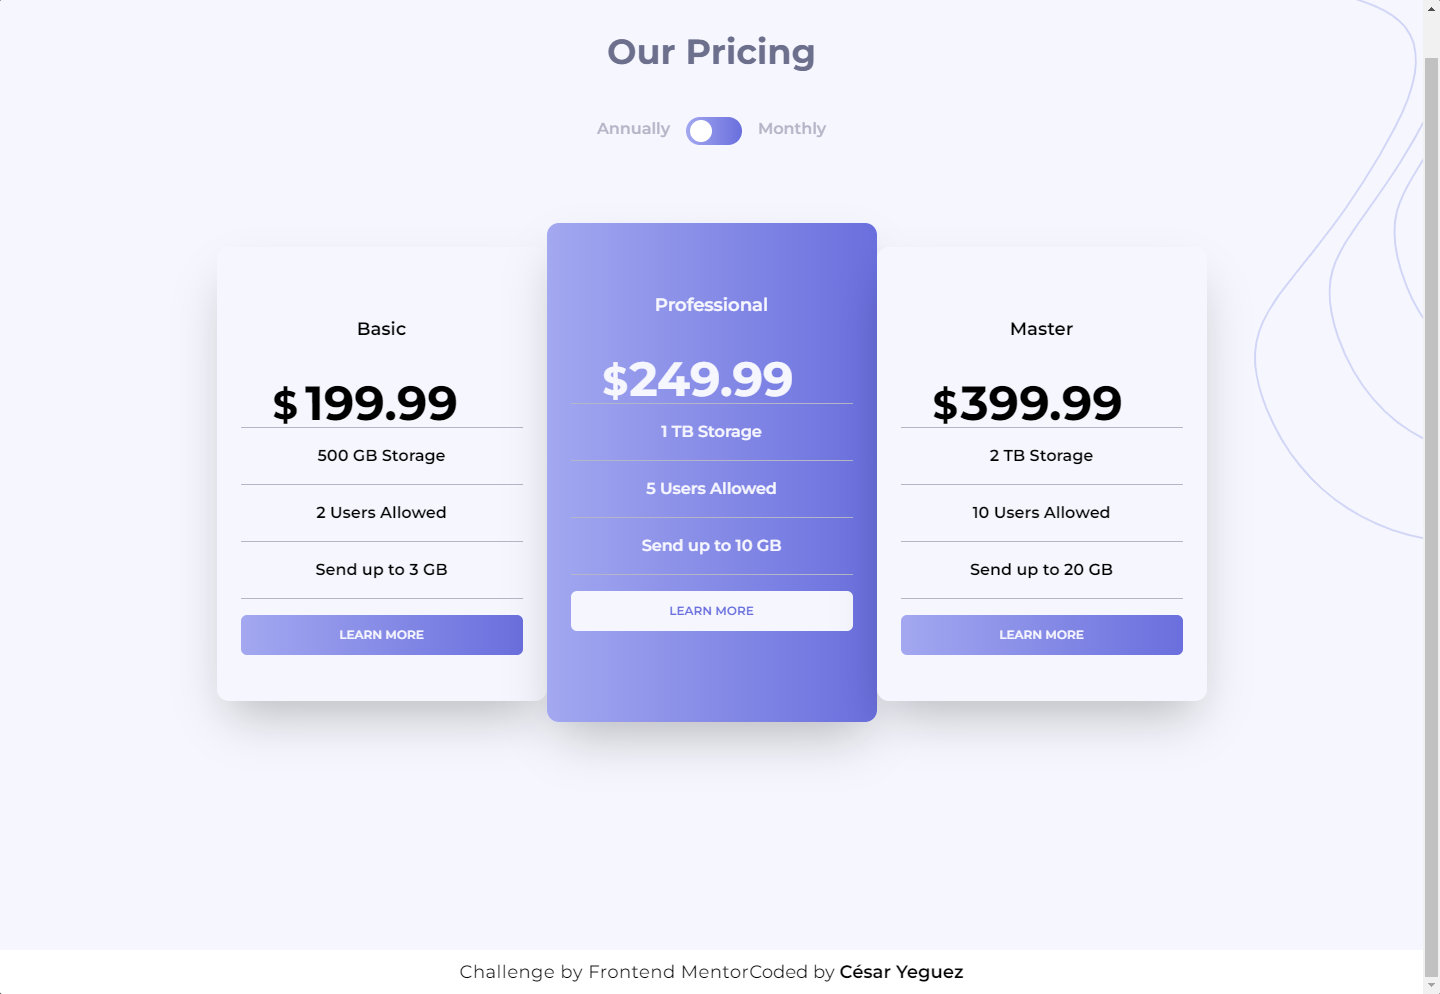 Our Pricing
Annually Monthly
Basic
$ 199.99
500 GB Storage
2 Users Allowed
Send up to 3 GB
LEARN MORE
Professional
$249.99
1 TB Storage
5 Users Allowed
Send up to 10 GB
LEARN MORE
Master
$399.99
2 TB Storage
10 Users Allowed
Send up to 20 GB
LEARN MORE
Challenge by Frontend MentorCoded by César Yeguez